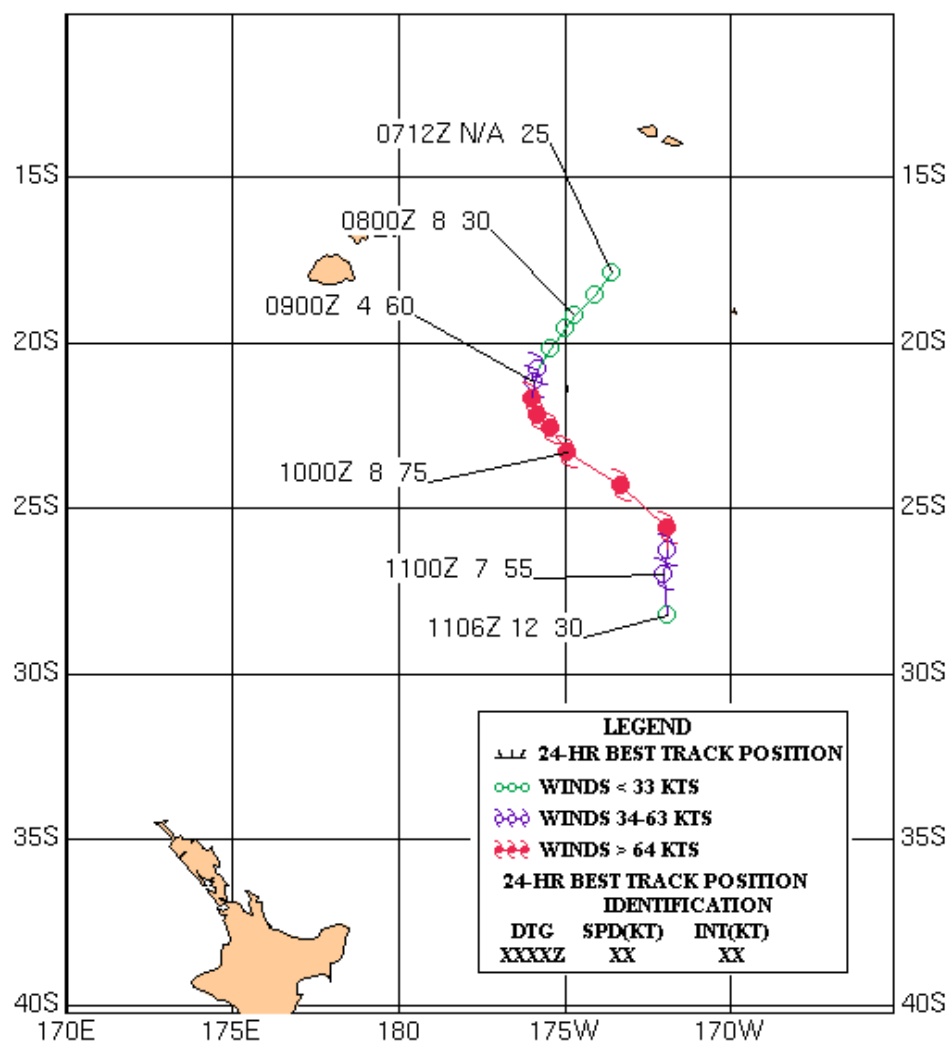 0712Z N/A 25
15S
15S
0800Z 8 30
0900Z 4 60
20S
20S
1000Z 8 75
25S
25S
1100Z 7 55
1106Z 12 30
30S
30S
LEGEND
24-HR BEST TRACK POSITION
WINDS < 33 KTS
WINDS 34-63 KTS
35S
35S
WINDS > 64 KTS
24-HR BEST TRACK POSITION
IDENTIFICATION
DTG SPD(KT) INT(KT)
XXXXZ XX XX
40S
40S
170E 175E 180 175W 170W